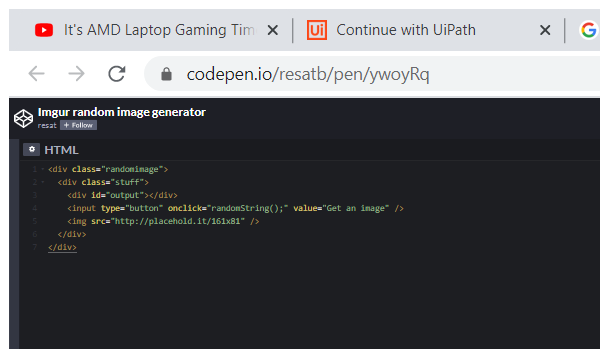 It's AMD Laptop Gaming Tim
Ui Continue with UiPath
codepen.io/resatb/pen/ywoyRq
Imgur random image generator
resat + Follow
HTML
1 <div class="randomimage">
2 <div class="stuff">
3 <div id="output"></div>
4 <input type="button" onclick="randomString();" value="Get an image" />
5 <img src="http://placehold.it/161x81" />
6 </div>
7 </div>